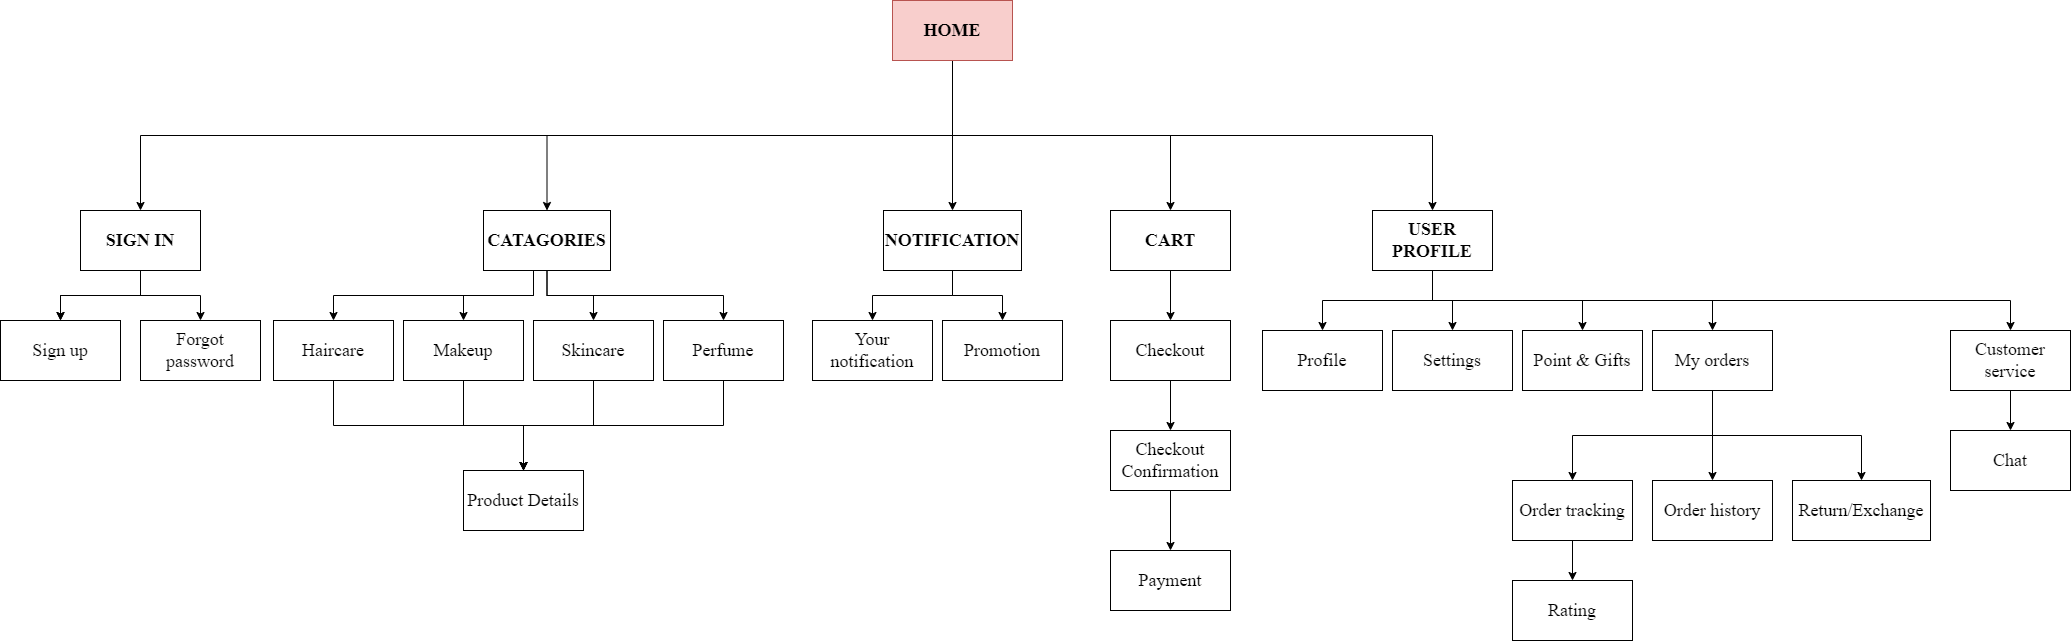 HOME
SIGN IN
CATAGORIES
NOTIFICATION
CART
USER
PROFILE
Sign up
Forgot
password
Haircare
Makeup
Skincare
Perfume
Your
notification
Promotion
Checkout
Profile
Settings
Point & Gifts
My orders
Customer
service
Checkout
Confirmation
Chat
Product Details
Order tracking
Order history
Return/Exchange
Payment
Rating